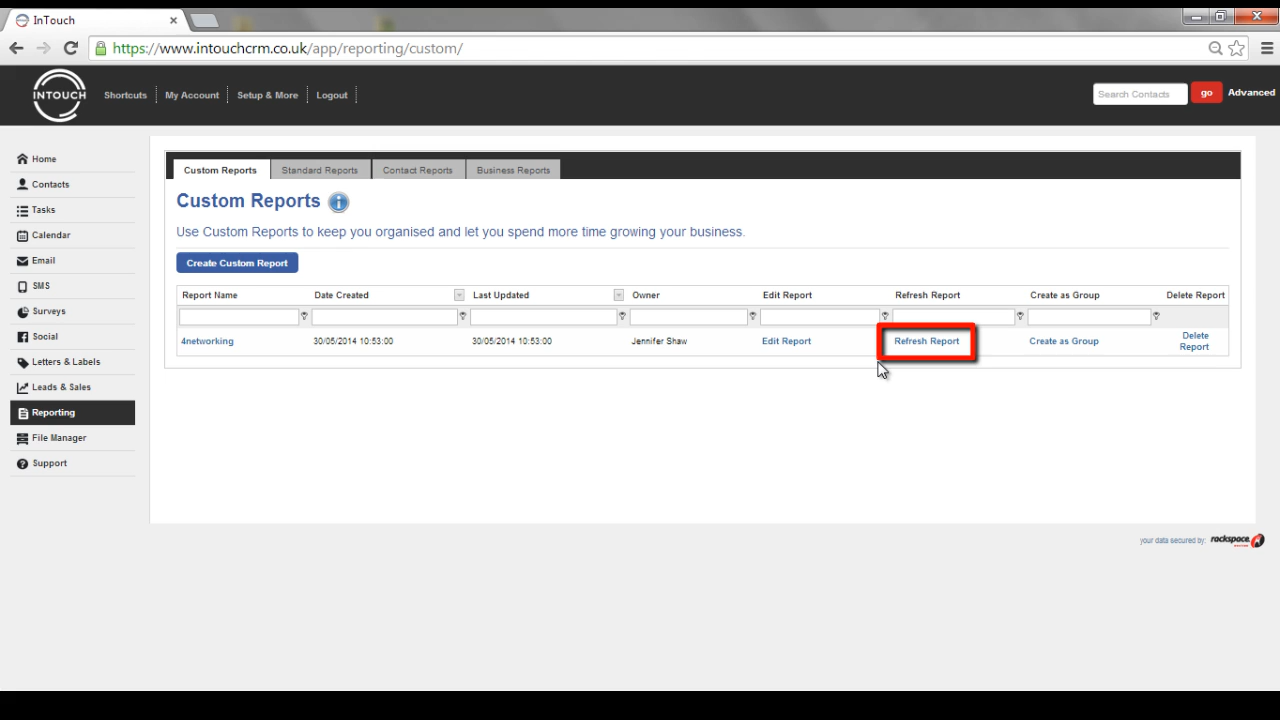 InTouch
https://www.intouchcrm.co.uk/app/reporting/custom/
INTOUCH
Shortcuts
My Account
Setup & More
Logout
Search Contacts
go
Advanced
Home
Contacts
Tasks
Calendar
Email
SMS
Surveys
Social
Letters & Labels
Leads & Sales
Reporting
File Manager
Support
Custom Reports
Standard Reports
Contact Reports
Business Reports
Custom Reports
Use Custom Reports to keep you organised and let you spend more time growing your business.
Create Custom Report
Report Name Date Created Last Updated Owner Edit Report Refresh Report Create as Group Delete Report
4networking 30/05/2014 10:53:00 30/05/2014 10:53:00 Jennifer Shaw Edit Report Refresh Report Create as Group Delete
Report
your data secured by: rackspace